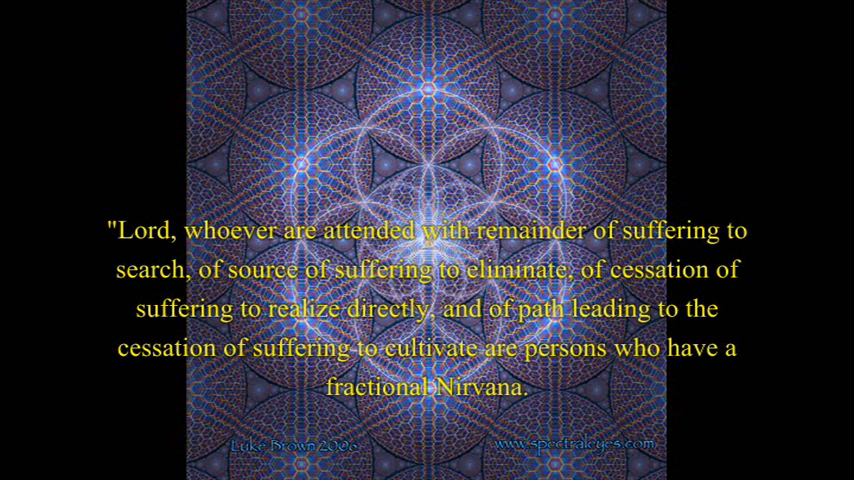 "Lord, whoever are attended with remainder of suffering to
search, of source of suffering to eliminate, of cessation of
suffering to realize directly, and of path leading to the
cessation of suffering to cultivate are persons who have a
fractional Nirvana.
Luke Brown 2006
www.spectraleyes.com